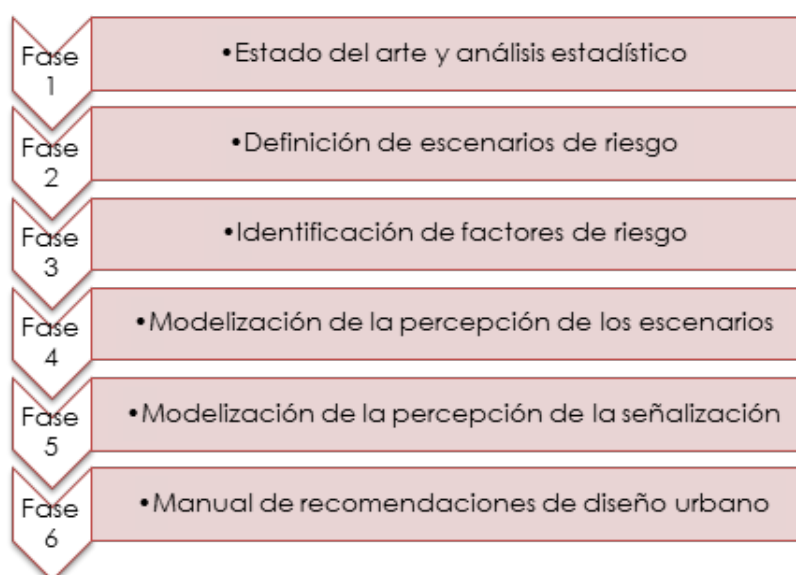 Fase
1
•Estado del arte y análisis estadístico
Fase
2
•Definición de escenarios de riesgo
Fase
3
•Identificación de factores de riesgo
Fase
4
•Modelización de la percepción de los escenarios
Fase
5
•Modelización de la percepción de la señalización
Fase
6
•Manual de recomendaciones de diseño urbano